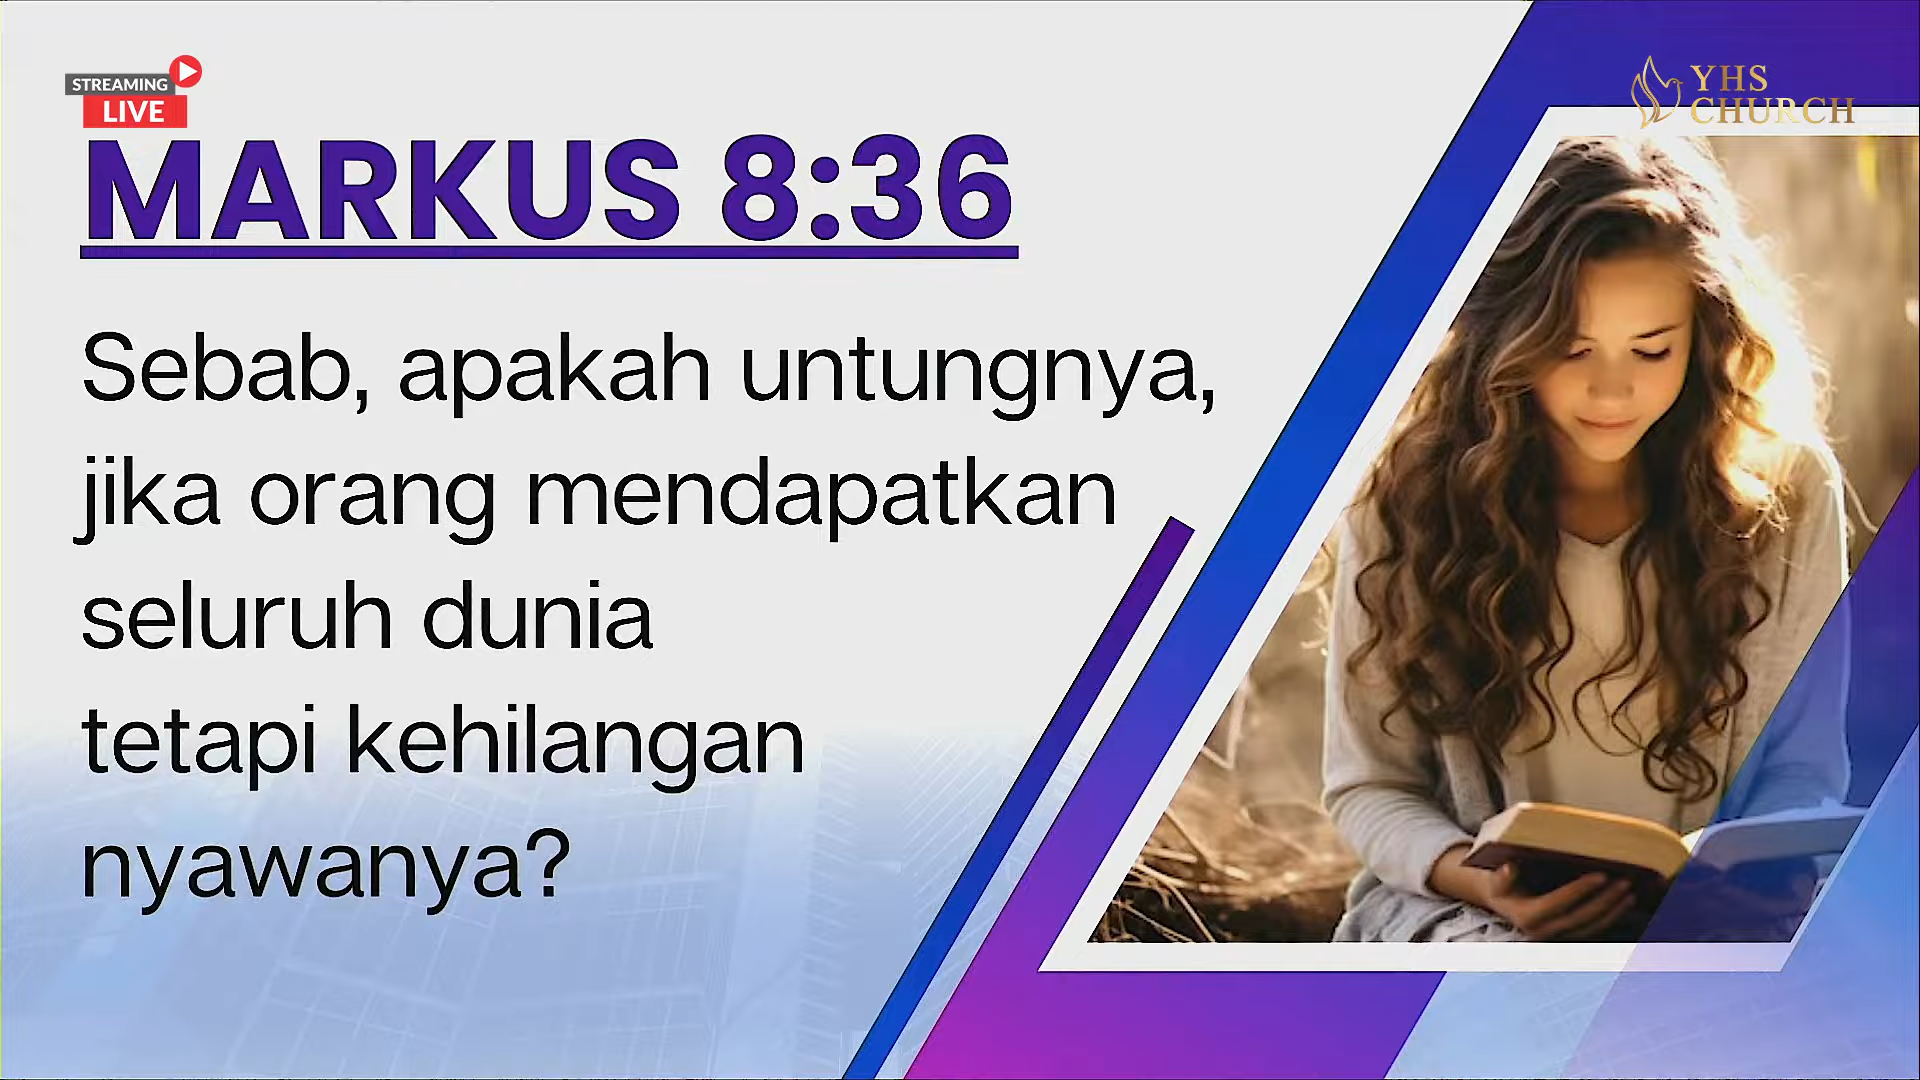 STREAMING
LIVE
YHS
CHURCH
MARKUS 8:36
Sebab, apakah untungnya,
jika orang mendapatkan
seluruh dunia
tetapi kehilangan
nyawanya?